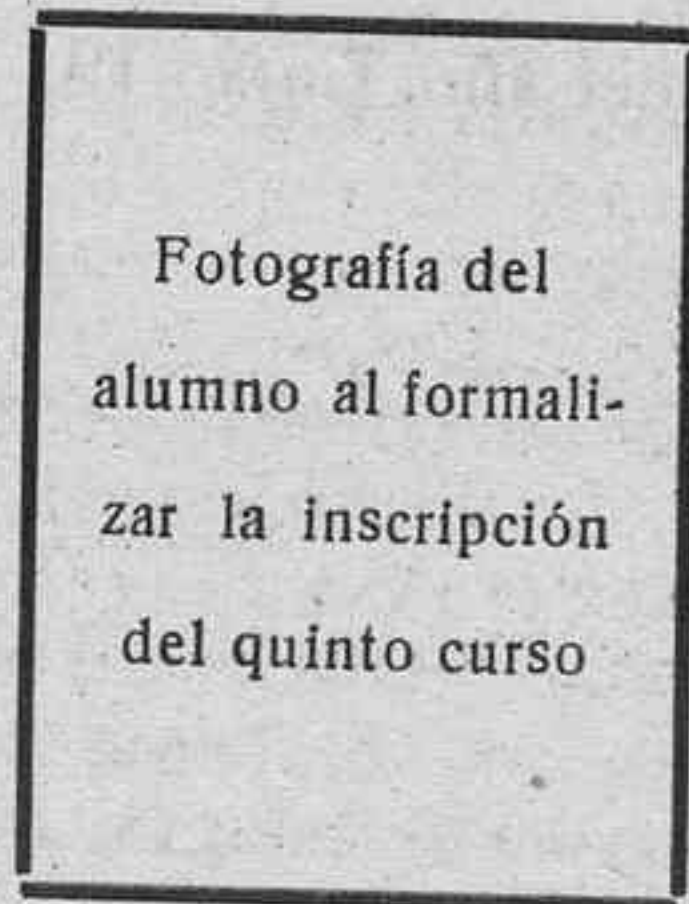 Fotografía del
alumno al formali-
zar la inscripción
del quinto curso